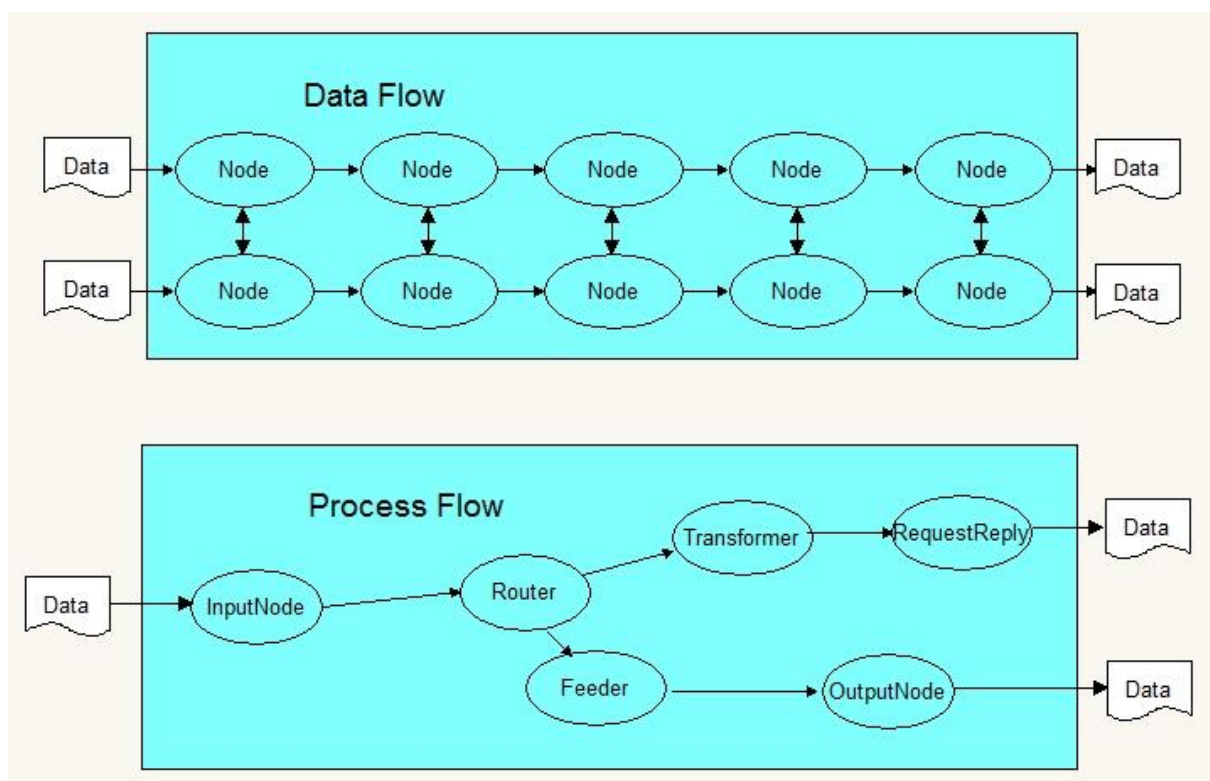 Data Flow
Data Node Node Node Node Node Data
Data Node Node Node Node Node Data
Process Flow
Transformer RequestReply Data
Data InputNode Router
Feeder OutputNode Data